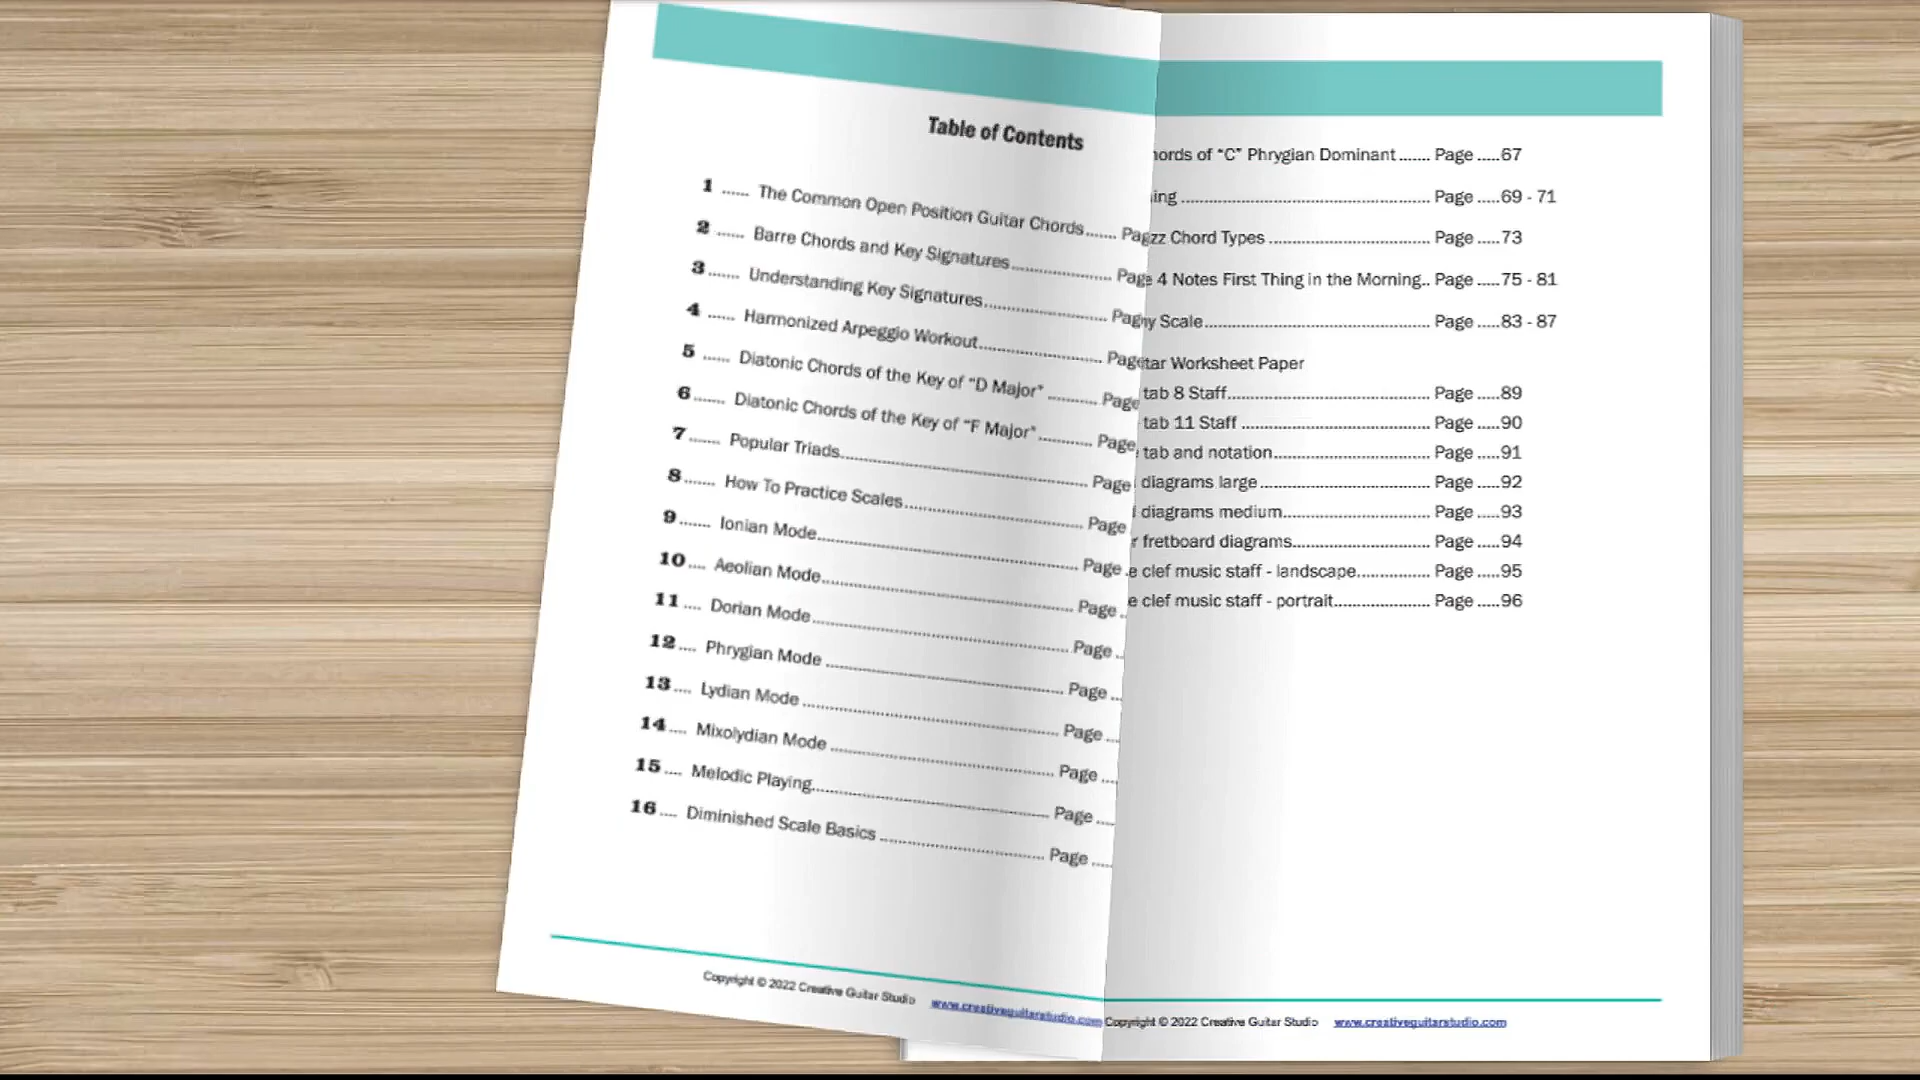 Table of Contents
1 ...... The Common Open Position Guitar Chords....... Pag
2 ...... Barre Chords and Key Signatures.................... Page
3....... Understanding Key Signatures......................... Pag
4 ...... Harmonized Arpeggio Workout......................... Page
5 ...... Diatonic Chords of the Key of "D Major" .......... Page
6....... Diatonic Chords of the Key of "F Major"........... Page
7....... Popular Triads.................................................. Page
8....... How To Practice Scales.................................... Page
9....... Ionian Mode..................................................... Page .
10.... Aeolian Mode................................................... Page ..
11.... Dorian Mode.................................................... Page ..
12.... Phrygian Mode ................................................ Page ...
13.... Lydian Mode .................................................... Page ....
14.... Mixolydian Mode ............................................. Page ....
15.... Melodic Playing................................................ Page ....
16.... Diminished Scale Basics .................................. Page .....
Copyright © 2022 Creative Guitar Studio www.creativeguitarstudio.com
hords of "C" Phrygian Dominant....... Page .....67
ing .................................................. Page .....69 - 71
zz Chord Types ................................. Page .....73
4 Notes First Thing in the Morning.. Page .....75 - 81
ny Scale.............................................. Page .....83 - 87
tar Worksheet Paper
tab 8 Staff......................................... Page .....89
tab 11 Staff ...................................... Page .....90
tab and notation................................ Page .....91
diagrams large................................... Page .....92
diagrams medium.............................. Page .....93
r fretboard diagrams............................ Page .....94
e clef music staff - landscape............... Page .....95
e clef music staff - portrait.................... Page .....96
Copyright © 2022 Creative Guitar Studio www.creativeguitarstudio.com